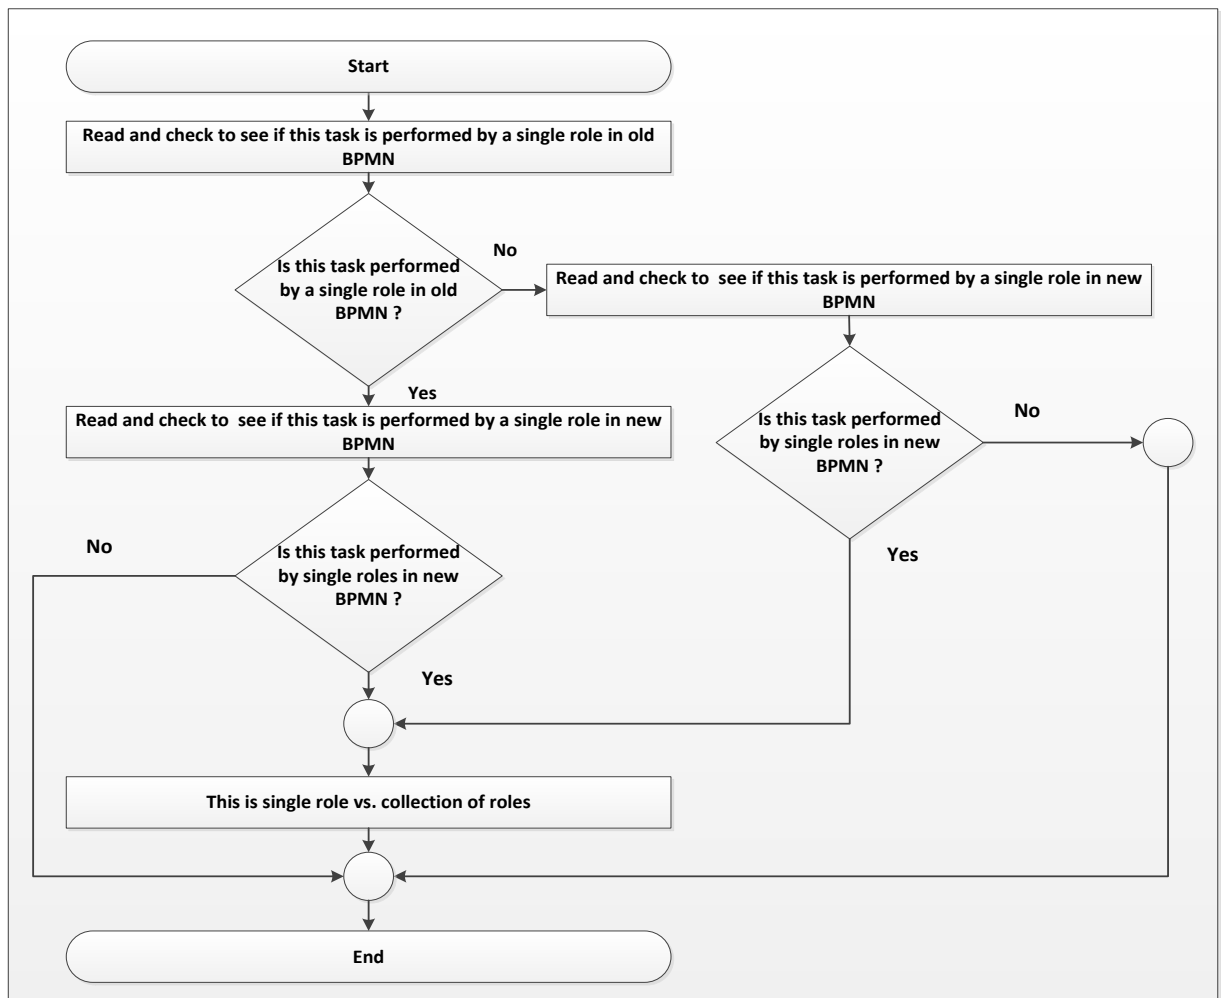 Start
Read and check to see if this task is performed by a single role in old
BPMN
Is this task performed
by a single role in old
BPMN ?
No
Read and check to  see if this task is performed by a single role in new
BPMN
Yes
Read and check to  see if this task is performed by a single role in new
BPMN
Is this task performed
by single roles in new
BPMN ?
No
Yes
Is this task performed
by single roles in new
BPMN ?
No
Yes
This is single role vs. collection of roles
End